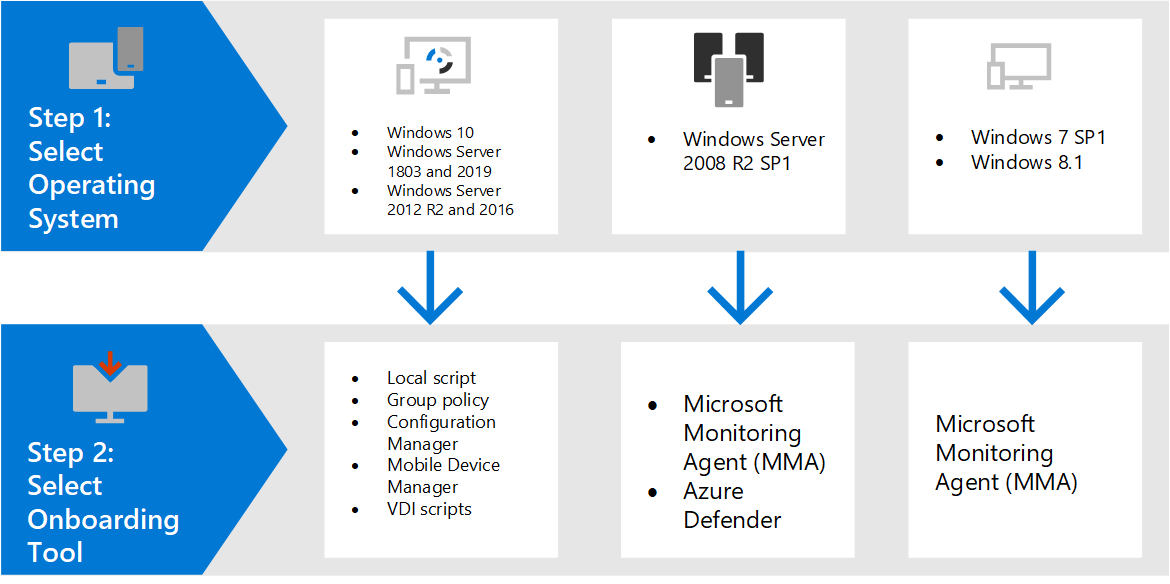 Step 1:
Select
Operating
System
• Windows 10
• Windows Server
1803 and 2019
• Windows Server
2012 R2 and 2016
• Windows Server
2008 R2 SP1
• Windows 7 SP1
• Windows 8.1
Step 2:
Select
Onboarding
Tool
• Local script
• Group policy
• Configuration
Manager
• Mobile Device
Manager
• VDI scripts
• Microsoft
Monitoring
Agent (MMA)
• Azure
Defender
Microsoft
Monitoring
Agent (MMA)